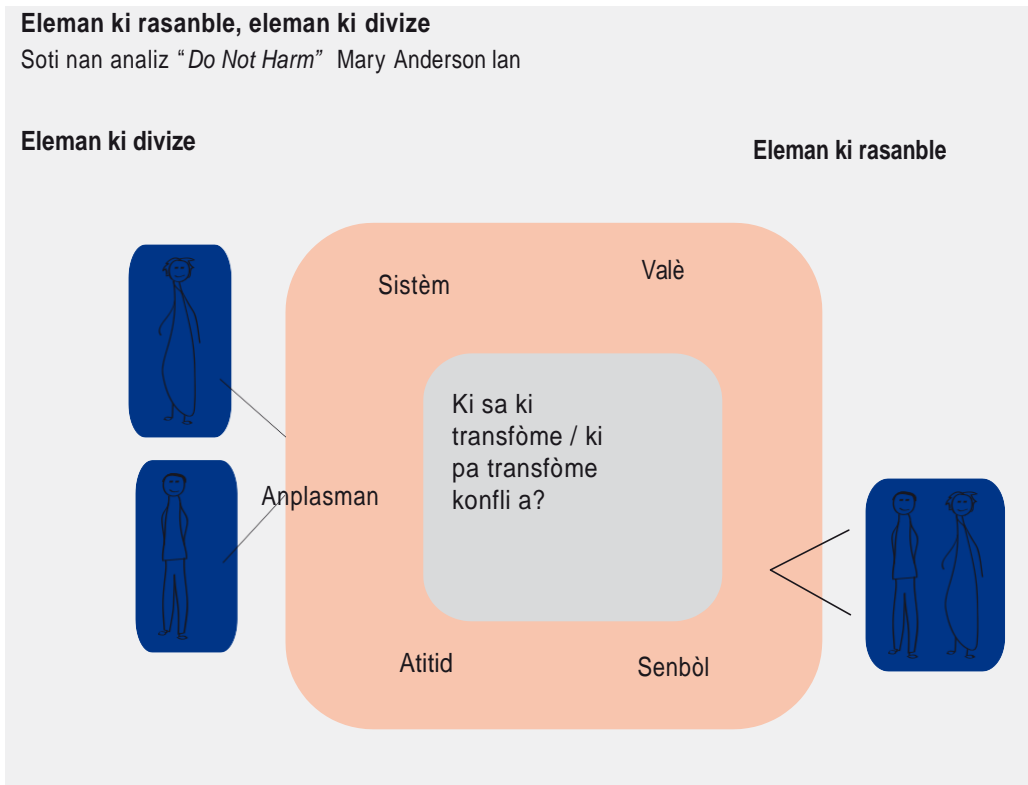 Eleman ki rasanble, eleman ki divize
Soti nan analiz “Do Not Harm” Mary Anderson lan
Eleman ki divize
Eleman ki rasanble
Sistèm
Valè
Ki sa ki
transfòme / ki
pa transfòme
konfli a?
Anplasman
Atitid
Senbòl